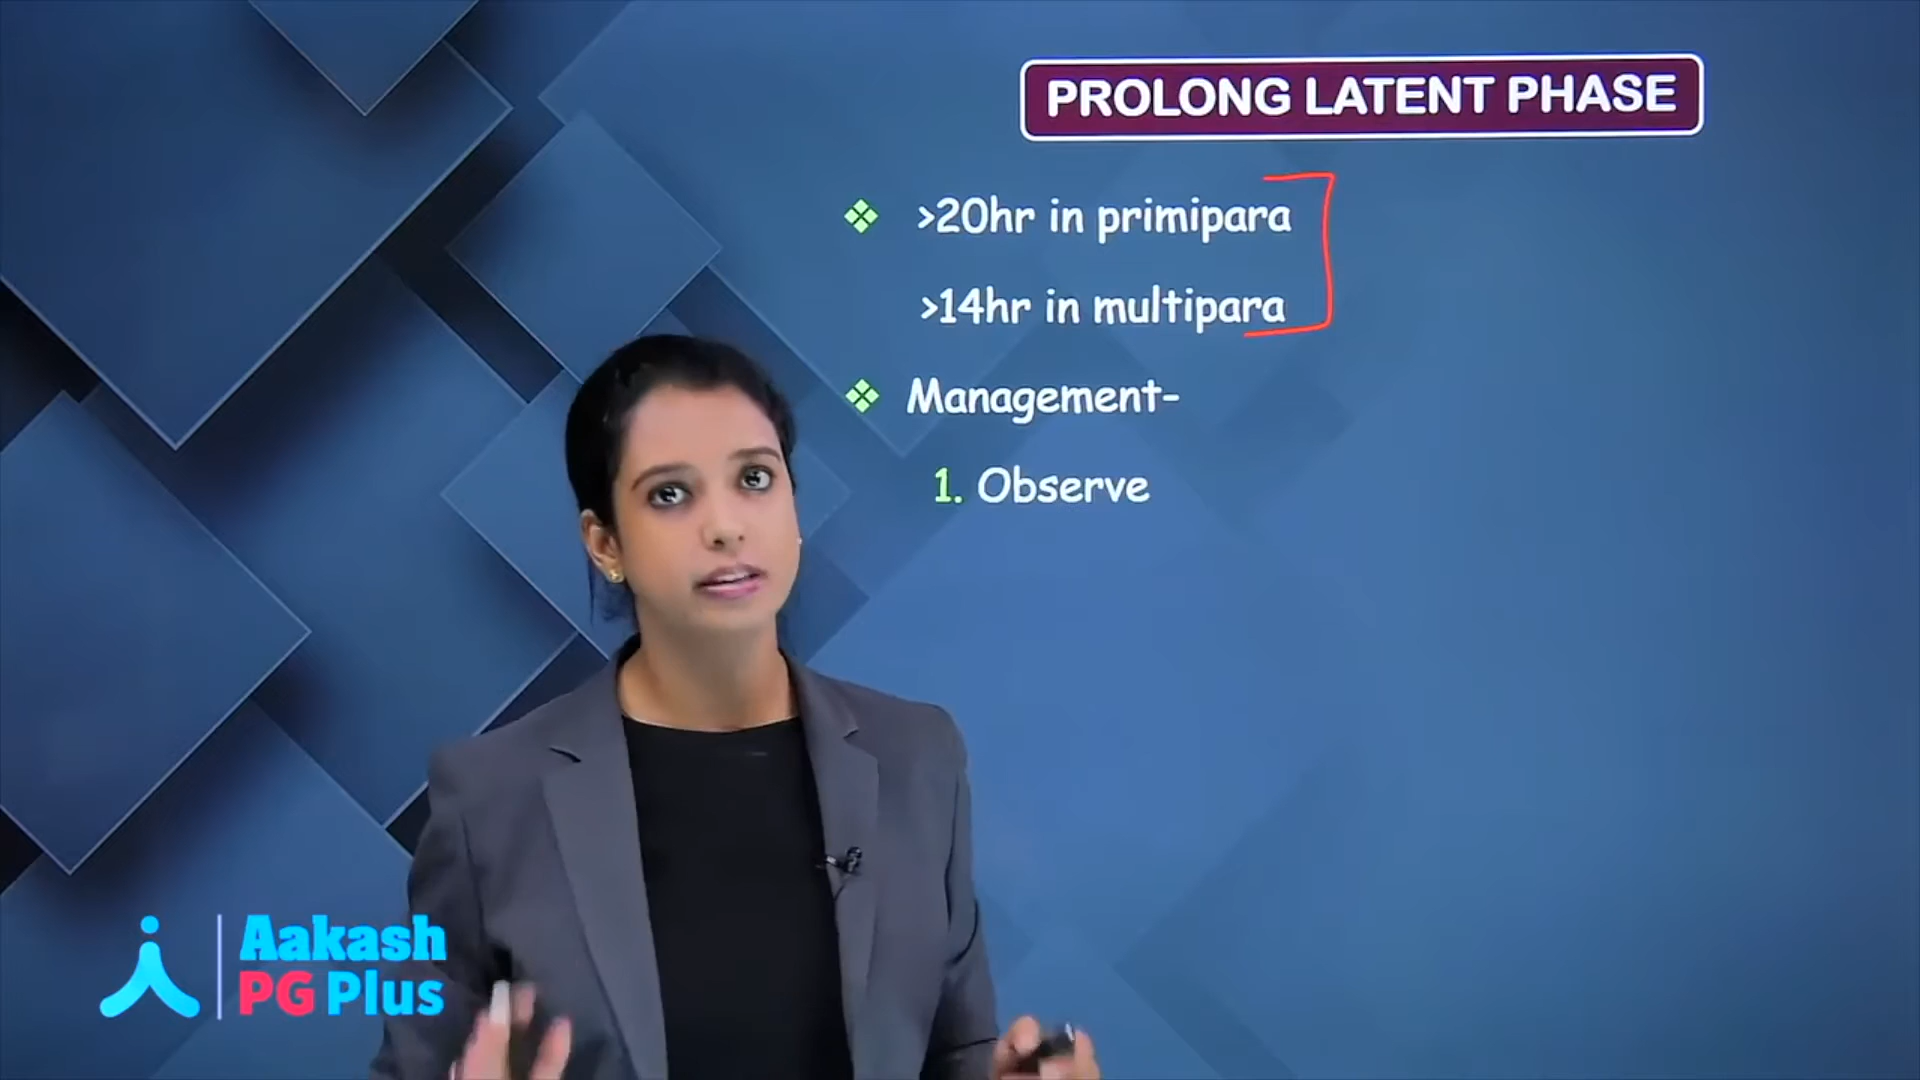 PROLONG LATENT PHASE
>20hr in primipara
>14hr in multipara
Management-
1. Observe
Aakash
PG Plus